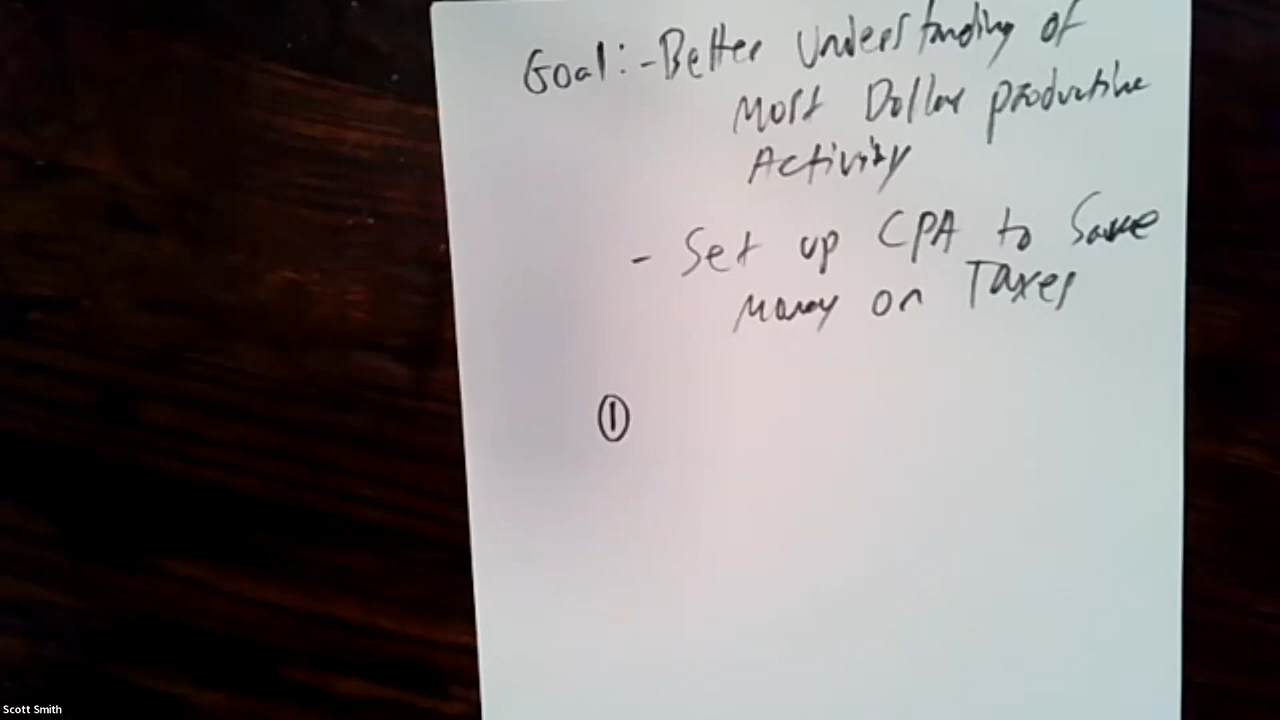 Goal: - Better Understanding of
Most Dollar productive
Activity
- Set up CPA to Save
Money on Taxes
①
Scott Smith